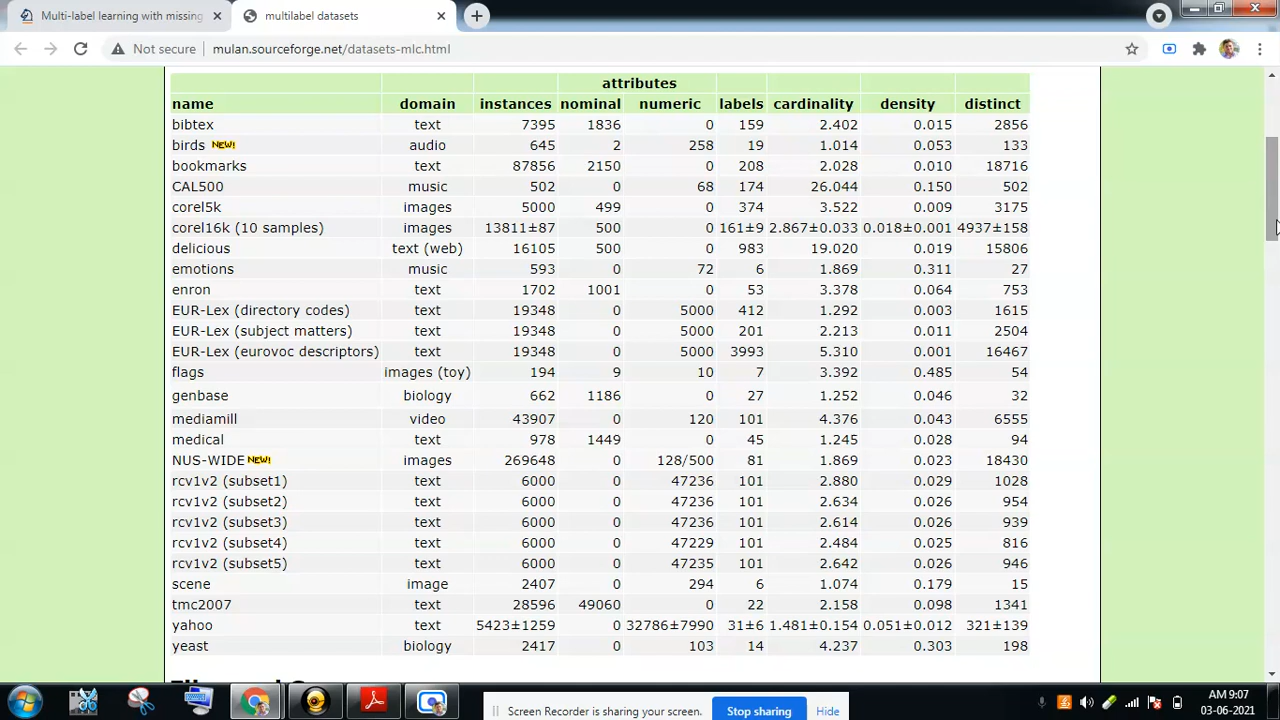 Multi-label learning with missing
multilabel datasets
Not secure mulan.sourceforge.net/datasets-mlc.html
attributes
name domain instances nominal numeric labels cardinality density distinct
bibtex text 7395 1836 0 159 2.402 0.015 2856
birds NEW! audio 645 2 258 19 1.014 0.053 133
bookmarks text 87856 2150 0 208 2.028 0.010 18716
CAL500 music 502 0 68 174 26.044 0.150 502
corel5k images 5000 499 0 374 3.522 0.009 3175
corel16k (10 samples) images 13811±87 500 0 161±9 2.867±0.033 0.018±0.001 4937±158
delicious text (web) 16105 500 0 983 19.020 0.019 15806
emotions music 593 0 72 6 1.869 0.311 27
enron text 1702 1001 0 53 3.378 0.064 753
EUR-Lex (directory codes) text 19348 0 5000 412 1.292 0.003 1615
EUR-Lex (subject matters) text 19348 0 5000 201 2.213 0.011 2504
EUR-Lex (eurovoc descriptors) text 19348 0 5000 3993 5.310 0.001 16467
flags images (toy) 194 9 10 7 3.392 0.485 54
genbase biology 662 1186 0 27 1.252 0.046 32
mediamill video 43907 0 120 101 4.376 0.043 6555
medical text 978 1449 0 45 1.245 0.028 94
NUS-WIDE NEW! images 269648 0 128/500 81 1.869 0.023 18430
rcv1v2 (subset1) text 6000 0 47236 101 2.880 0.029 1028
rcv1v2 (subset2) text 6000 0 47236 101 2.634 0.026 954
rcv1v2 (subset3) text 6000 0 47236 101 2.614 0.026 939
rcv1v2 (subset4) text 6000 0 47229 101 2.484 0.025 816
rcv1v2 (subset5) text 6000 0 47235 101 2.642 0.026 946
scene image 2407 0 294 6 1.074 0.179 15
tmc2007 text 28596 49060 0 22 2.158 0.098 1341
yahoo text 5423±1259 0 32786±7990 31±6 1.481±0.154 0.051±0.012 321±139
yeast biology 2417 0 103 14 4.237 0.303 198
Screen Recorder is sharing your screen. Stop sharing Hide
AM 9:07
03-06-2021